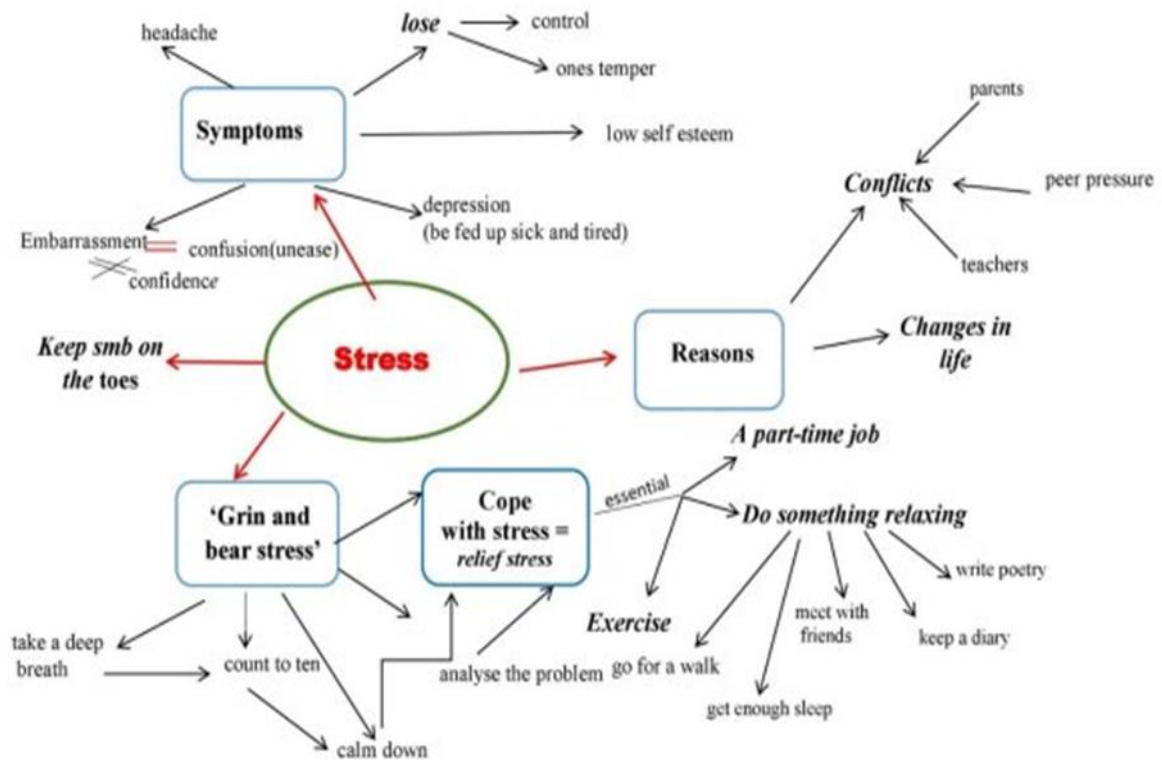 headache
lose
control
ones temper
Symptoms
low self esteem
depression
(be fed up sick and tired)
Embarrassment
confusion(unease)
confidence
parents
Conflicts
peer pressure
teachers
Keep smb on
the toes
Stress
Reasons
Changes in
life
A part-time job
'Grin and
bear stress'
Cope
with stress =
relief stress
essential
Do something relaxing
write poetry
Exercise
meet with
friends
keep a diary
take a deep
breath
count to ten
analyse the problem
go for a walk
get enough sleep
calm down